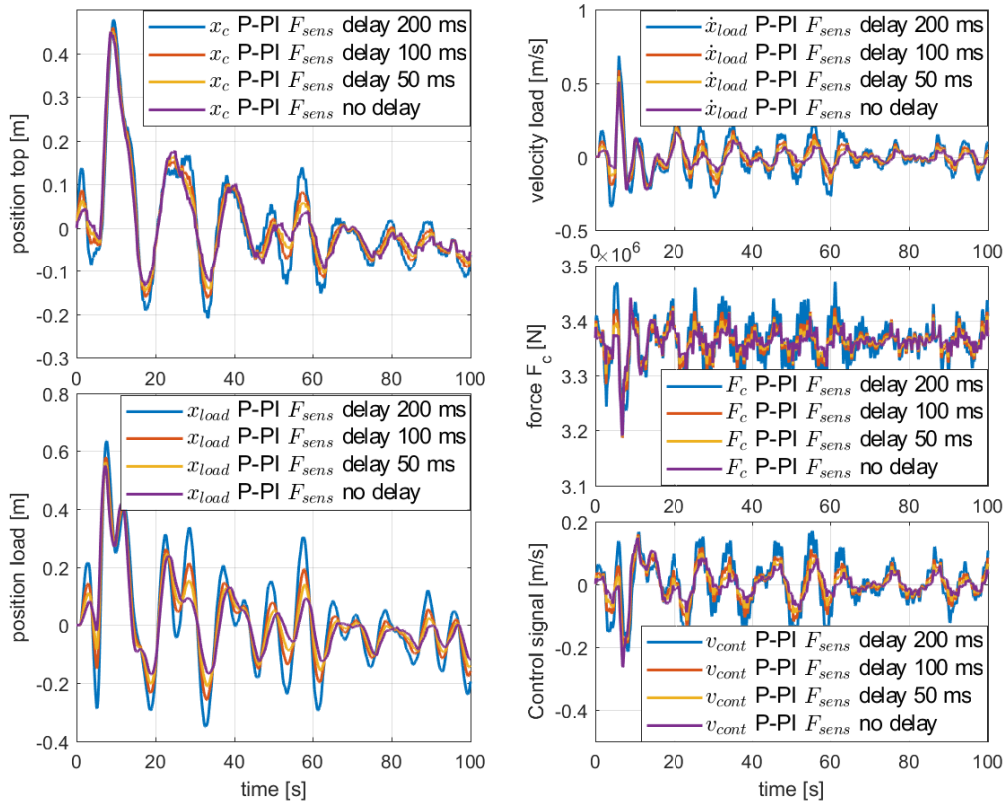 0.4
0.2
0
-0.1
-0.2
-0.3
0 20 40 60 80 100
position top [m]
x_c P-PI F_sens delay 200 ms
x_c P-PI F_sens delay 100 ms
x_c P-PI F_sens delay 50 ms
x_c P-PI F_sens no delay
0.8
0.6
0.4
0.2
0
-0.2
-0.4
0 20 40 60 80 100
position load [m]
time [s]
x_load P-PI F_sens delay 200 ms
x_load P-PI F_sens delay 100 ms
x_load P-PI F_sens delay 50 ms
x_load P-PI F_sens no delay
1
0.5
0
-0.5
0 20 40 60 80 100
velocity load [m/s]
ẋ_load P-PI F_sens delay 200 ms
ẋ_load P-PI F_sens delay 100 ms
ẋ_load P-PI F_sens delay 50 ms
ẋ_load P-PI F_sens no delay
× 10^6
3.5
3.4
3.3
3.2
3.1
0 20 40 60 80 100
force F_c [N]
F_c P-PI F_sens delay 200 ms
F_c P-PI F_sens delay 100 ms
F_c P-PI F_sens delay 50 ms
F_c P-PI F_sens no delay
0.2
0
-0.2
-0.4
0 20 40 60 80 100
Control signal [m/s]
time [s]
v_cont P-PI F_sens delay 200 ms
v_cont P-PI F_sens delay 100 ms
v_cont P-PI F_sens delay 50 ms
v_cont P-PI F_sens no delay